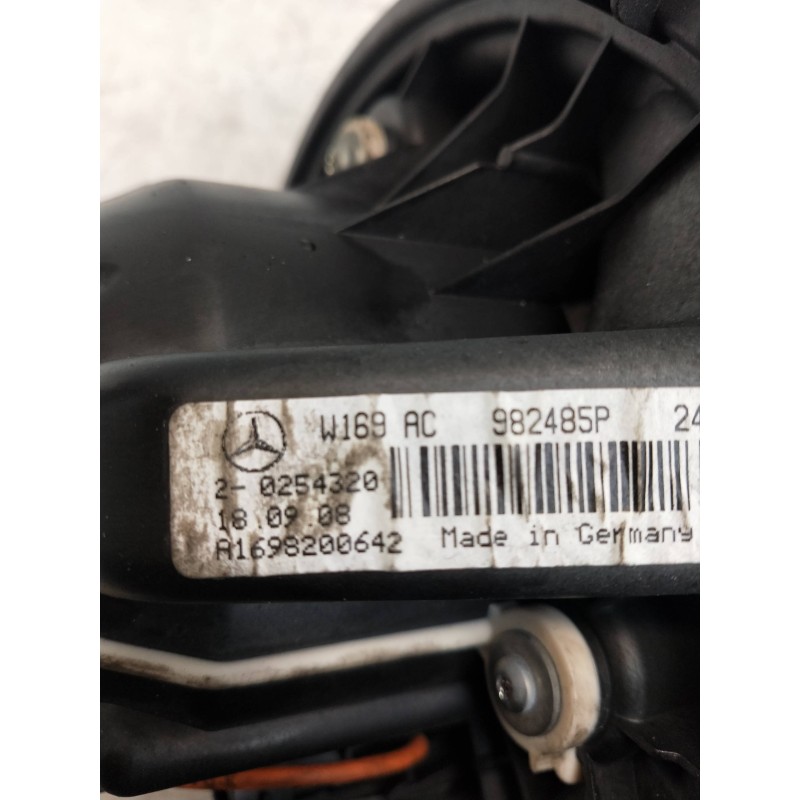 W169 AC 982485P 24
2- 0254320
18.09.08
A1698200642 Made in Germany